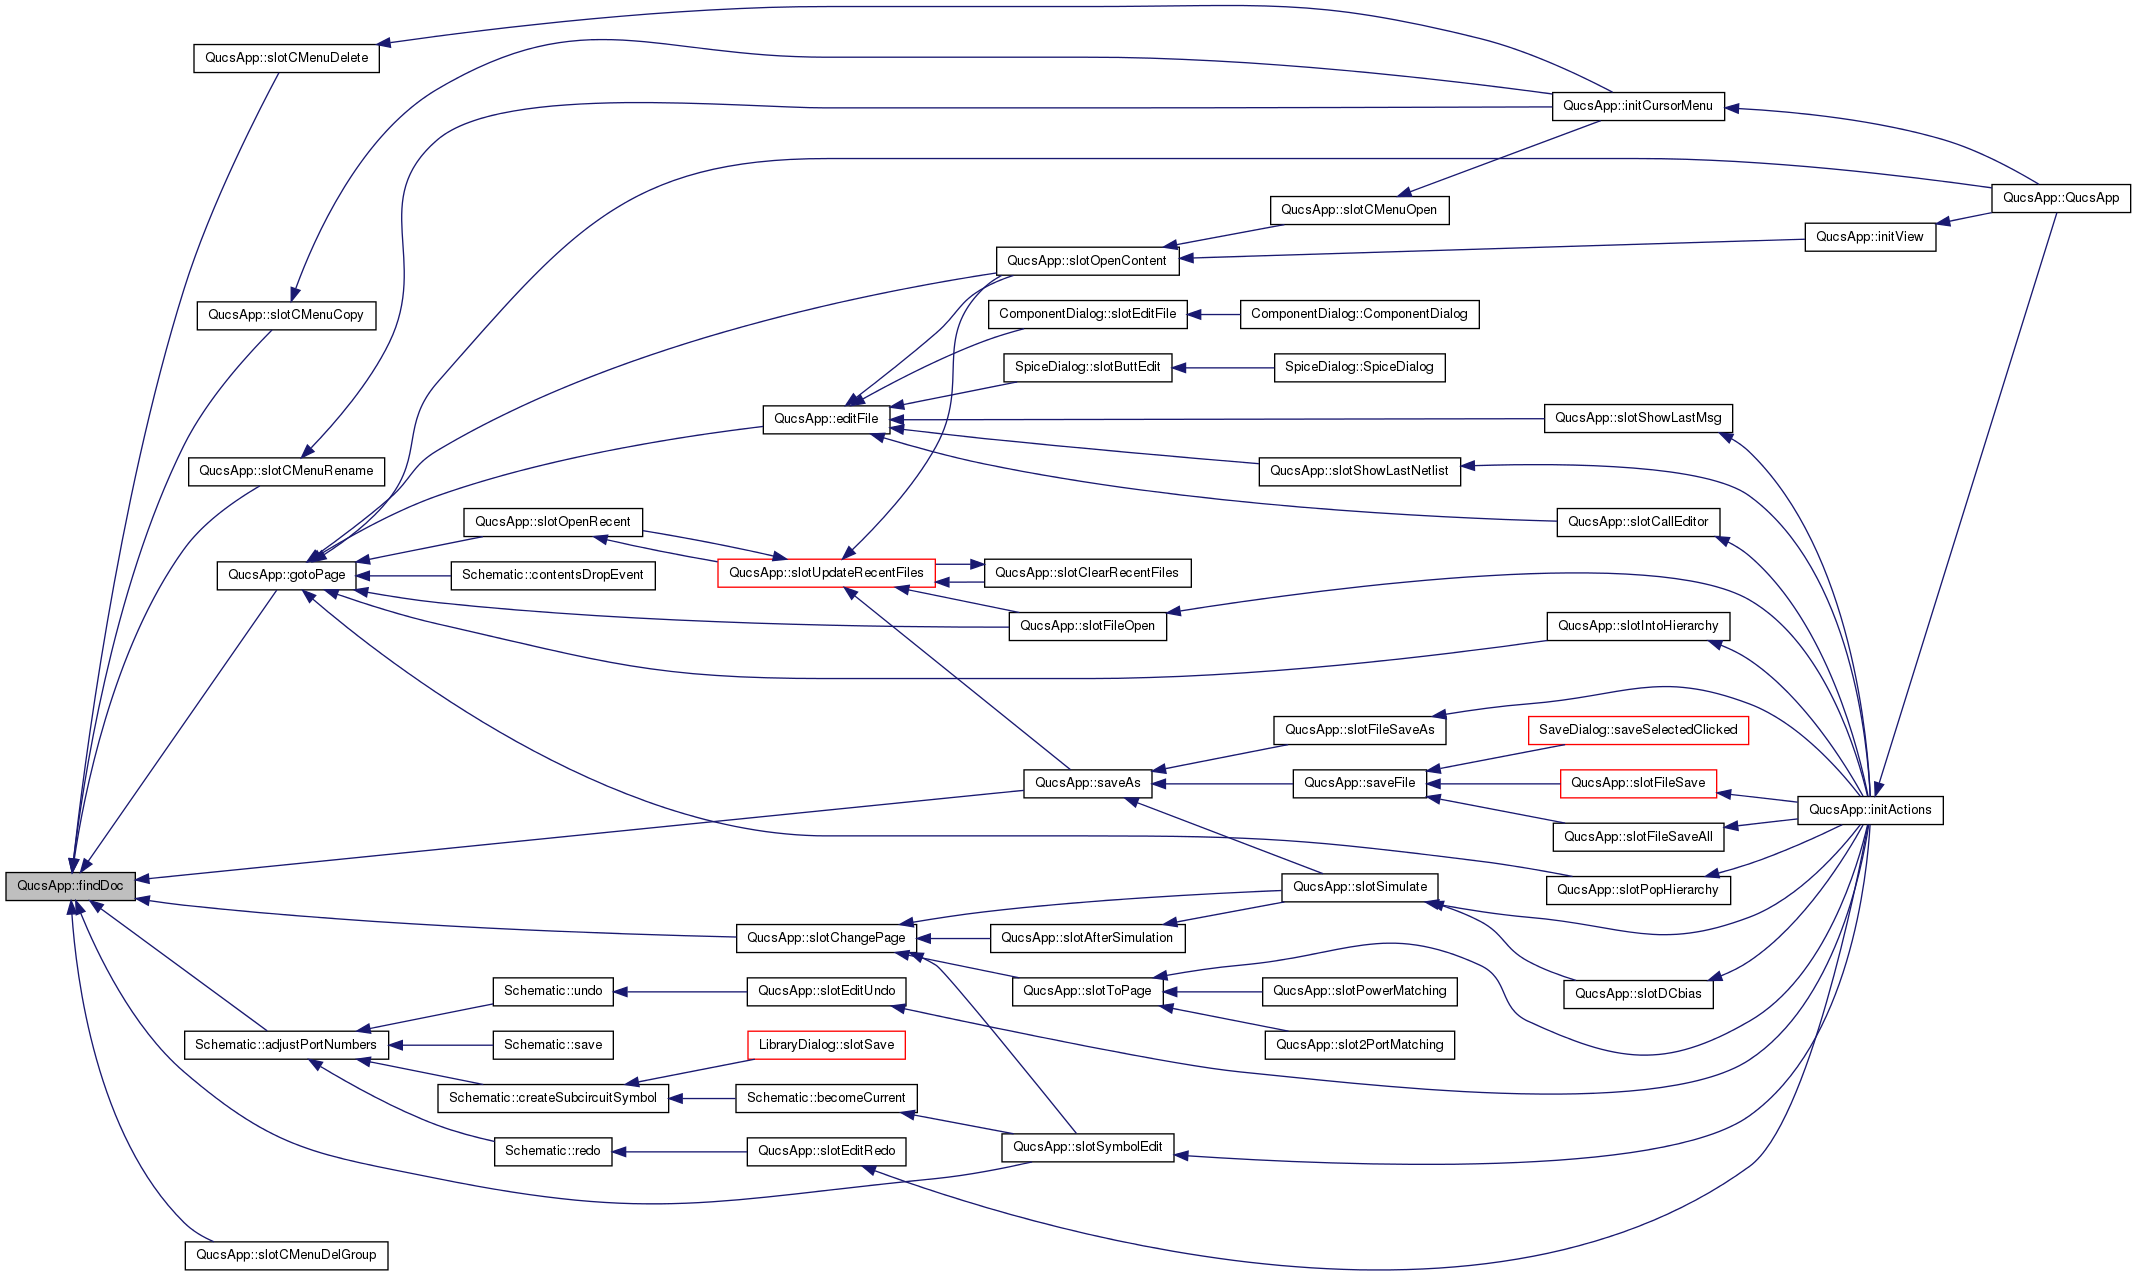 QucsApp::slotCMenuDelete
QucsApp::initCursorMenu
QucsApp::QucsApp
QucsApp::slotCMenuOpen
QucsApp::initView
QucsApp::slotOpenContent
QucsApp::slotCMenuCopy
ComponentDialog::slotEditFile
ComponentDialog::ComponentDialog
SpiceDialog::slotButtEdit
SpiceDialog::SpiceDialog
QucsApp::editFile
QucsApp::slotShowLastMsg
QucsApp::slotCMenuRename
QucsApp::slotShowLastNetlist
QucsApp::slotOpenRecent
QucsApp::slotCallEditor
QucsApp::gotoPage
Schematic::contentsDropEvent
QucsApp::slotUpdateRecentFiles
QucsApp::slotClearRecentFiles
QucsApp::slotFileOpen
QucsApp::slotIntoHierarchy
QucsApp::slotFileSaveAs
SaveDialog::saveSelectedClicked
QucsApp::saveAs
QucsApp::saveFile
QucsApp::slotFileSave
QucsApp::initActions
QucsApp::slotFileSaveAll
QucsApp::findDoc
QucsApp::slotSimulate
QucsApp::slotPopHierarchy
QucsApp::slotChangePage
QucsApp::slotAfterSimulation
Schematic::undo
QucsApp::slotEditUndo
QucsApp::slotToPage
QucsApp::slotPowerMatching
QucsApp::slotDCbias
Schematic::adjustPortNumbers
Schematic::save
LibraryDialog::slotSave
QucsApp::slot2PortMatching
Schematic::createSubcircuitSymbol
Schematic::becomeCurrent
Schematic::redo
QucsApp::slotEditRedo
QucsApp::slotSymbolEdit
QucsApp::slotCMenuDelGroup